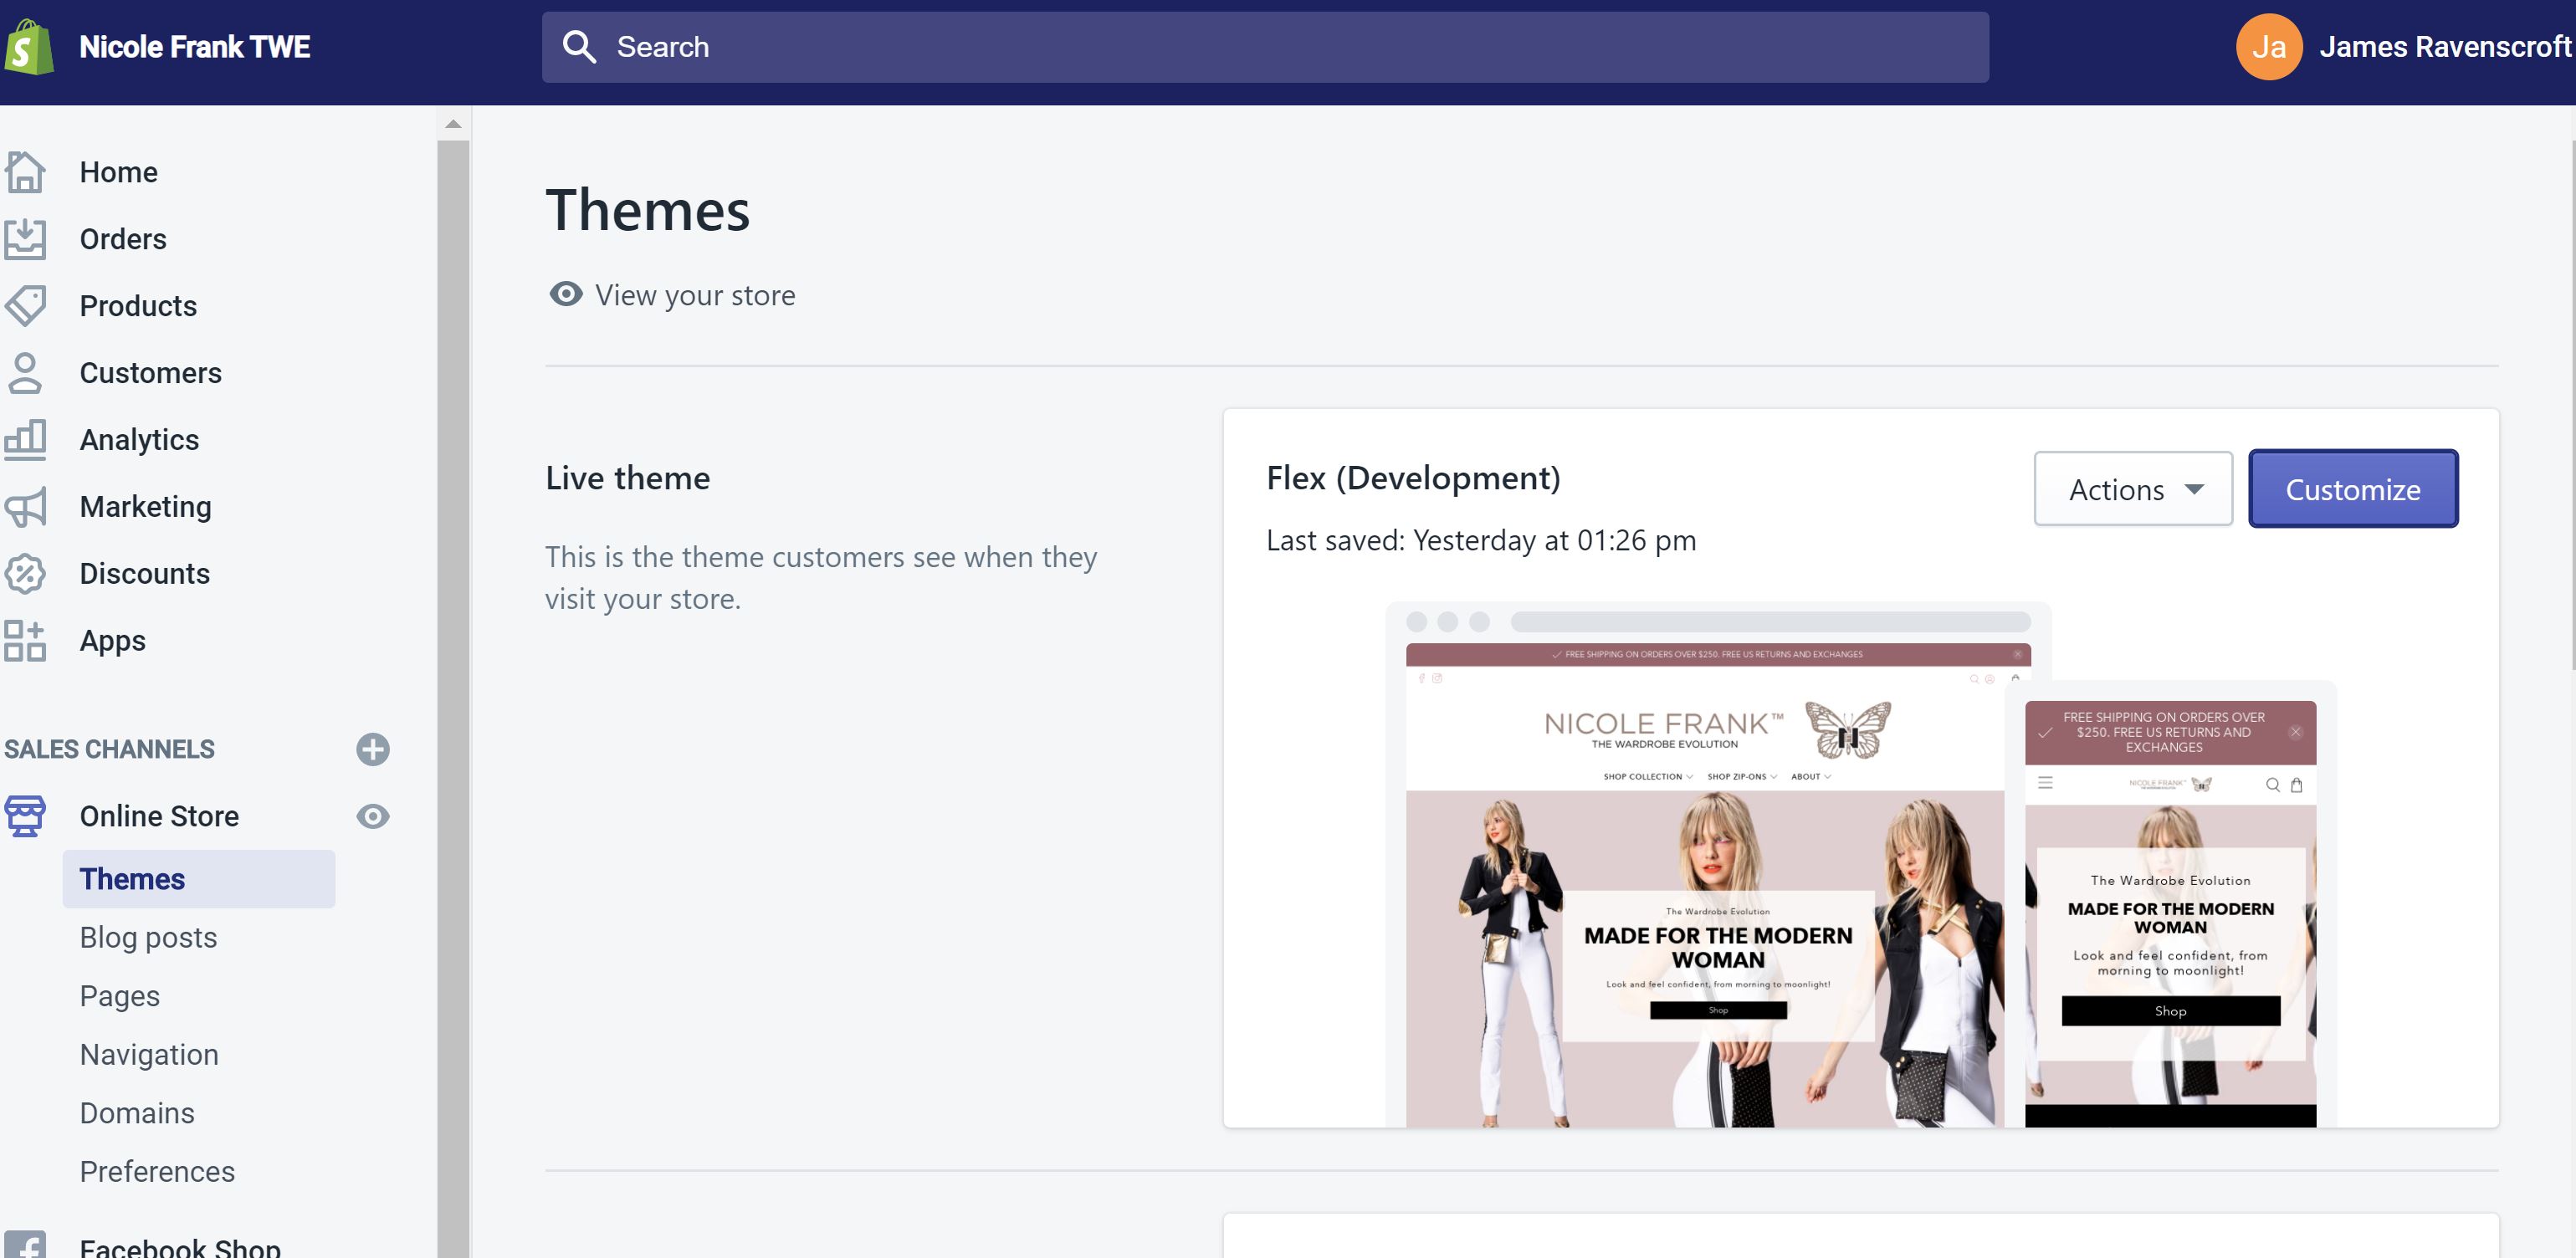 Nicole Frank TWE
Search
Ja
James Ravenscroft
Home
Orders
Products
Customers
Analytics
Marketing
Discounts
Apps
SALES CHANNELS
Online Store
Themes
Blog posts
Pages
Navigation
Domains
Preferences
Facebook Shop
Themes
View your store
Live theme
This is the theme customers see when they
visit your store.
Flex (Development)
Last saved: Yesterday at 01:26 pm
Actions
Customize
FREE SHIPPING ON ORDERS OVER $250. FREE US RETURNS AND EXCHANGES
NICOLE FRANK™
THE WARDROBE EVOLUTION
SHOP COLLECTION SHOP ZIP-ONS ABOUT
The Wardrobe Evolution
MADE FOR THE MODERN
WOMAN
Look and feel confident, from morning to moonlight!
Shop
FREE SHIPPING ON ORDERS OVER
$250. FREE US RETURNS AND
EXCHANGES
NICOLE FRANK™
The Wardrobe Evolution
MADE FOR THE MODERN
WOMAN
Look and feel confident, from
morning to moonlight!
Shop